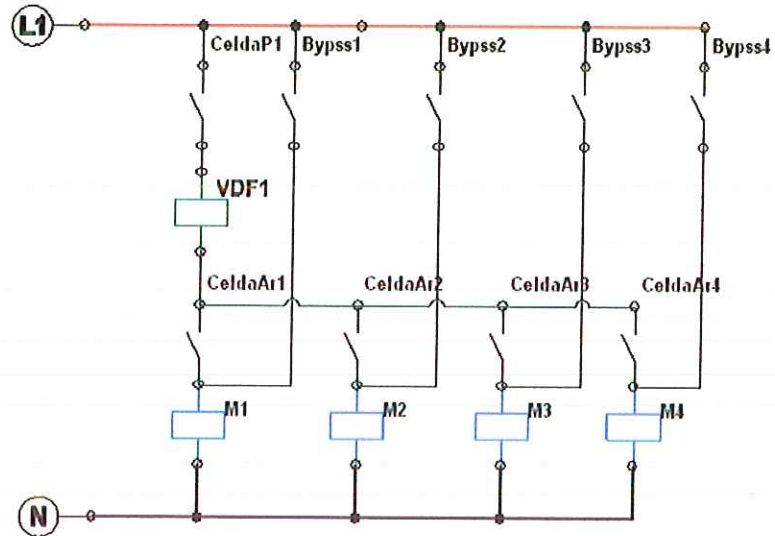 L1
CeldaP1 Bypss1 Bypss2 Bypss3 Bypss4
VDF1
CeldaAr1 CeldaAr2 CeldaAr3 CeldaAr4
M1 M2 M3 M4
N